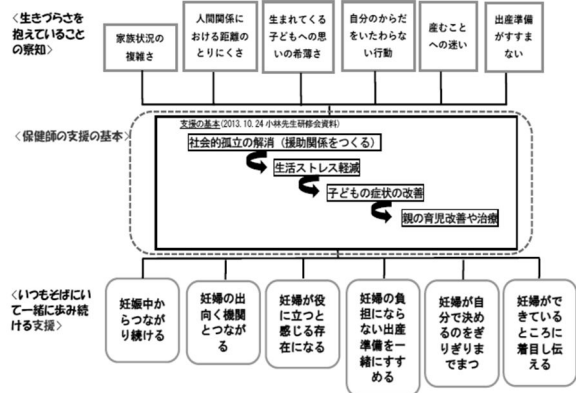 <生きづらさを
抱えていることの
察知>
家族状況の
複雑さ
人間関係に
おける距離の
とりにくさ
生まれてくる
子どもへの思
いの希薄さ
自分のからだ
をいたわらな
い行動
産むこと
への迷い
出産準備
がすすま
ない
<保健師の支援の基本>
支援の基本(2013.10.24 小林先生研修会資料)
社会的孤立の解消(援助関係をつくる)
生活ストレス軽減
子どもの症状の改善
親の育児改善や治療
<いつもそばにい
て一緒に歩み続
ける支援>
妊娠中か
らつなが
り続ける
妊婦の出
向く機関
とつなが
る
妊婦が役
に立つと
感じる存
在になる
妊婦の負
担になら
ない出産
準備を一
緒にすす
める
妊婦が自
分で決め
るのをぎ
りぎりま
でまつ
妊婦がで
きている
ところに
着目し伝
える